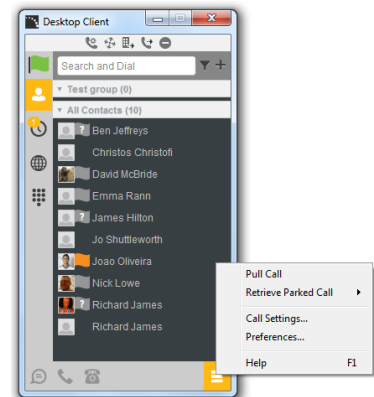 Desktop Client
Search and Dial
Test group (0)
All Contacts (10)
1
? Ben Jeffreys
Christos Christofi
David McBride
Emma Rann
? James Hilton
Jo Shuttleworth
Joao Oliveira
Nick Lowe
? Richard James
Richard James
Pull Call
Retrieve Parked Call
Call Settings...
Preferences...
Help F1